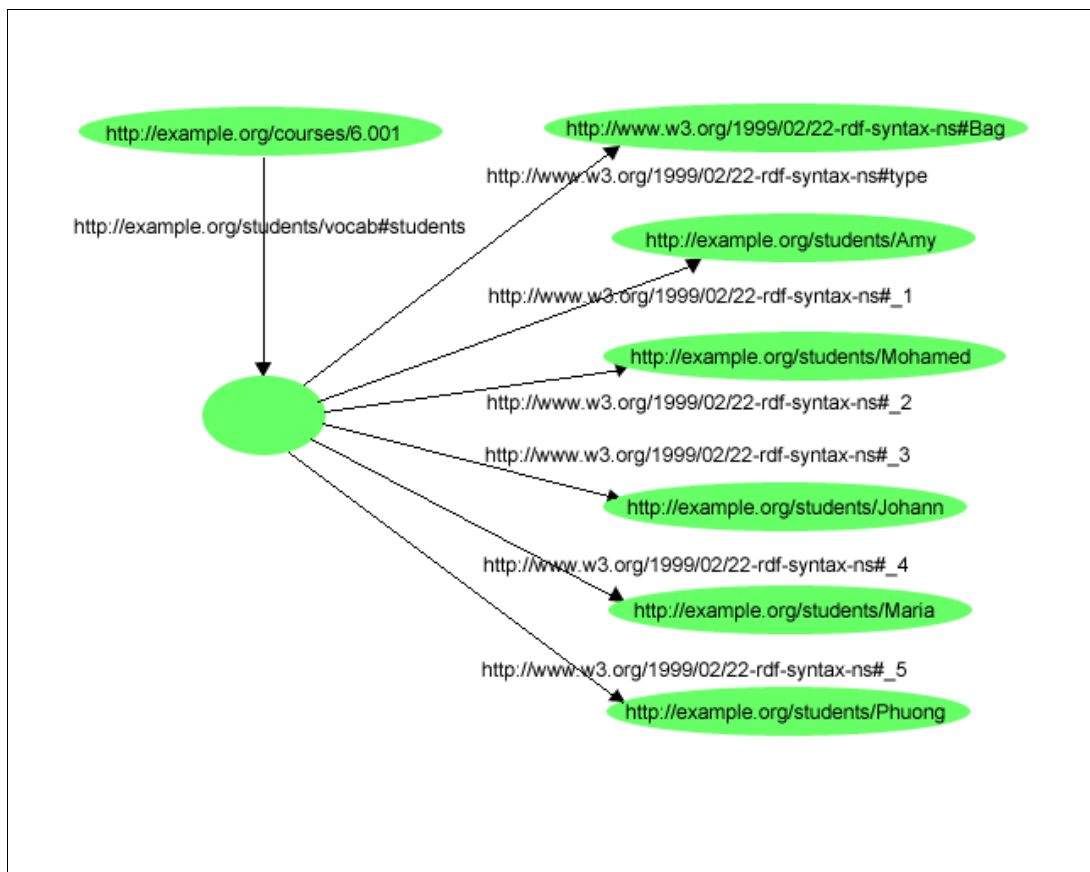 http://example.org/courses/6.001
http://www.w3.org/1999/02/22-rdf-syntax-ns#Bag
http://www.w3.org/1999/02/22-rdf-syntax-ns#type
http://example.org/students/vocab#students
http://example.org/students/Amy
http://www.w3.org/1999/02/22-rdf-syntax-ns#_1
http://example.org/students/Mohamed
http://www.w3.org/1999/02/22-rdf-syntax-ns#_2
http://www.w3.org/1999/02/22-rdf-syntax-ns#_3
http://example.org/students/Johann
http://www.w3.org/1999/02/22-rdf-syntax-ns#_4
http://example.org/students/Maria
http://www.w3.org/1999/02/22-rdf-syntax-ns#_5
http://example.org/students/Phuong